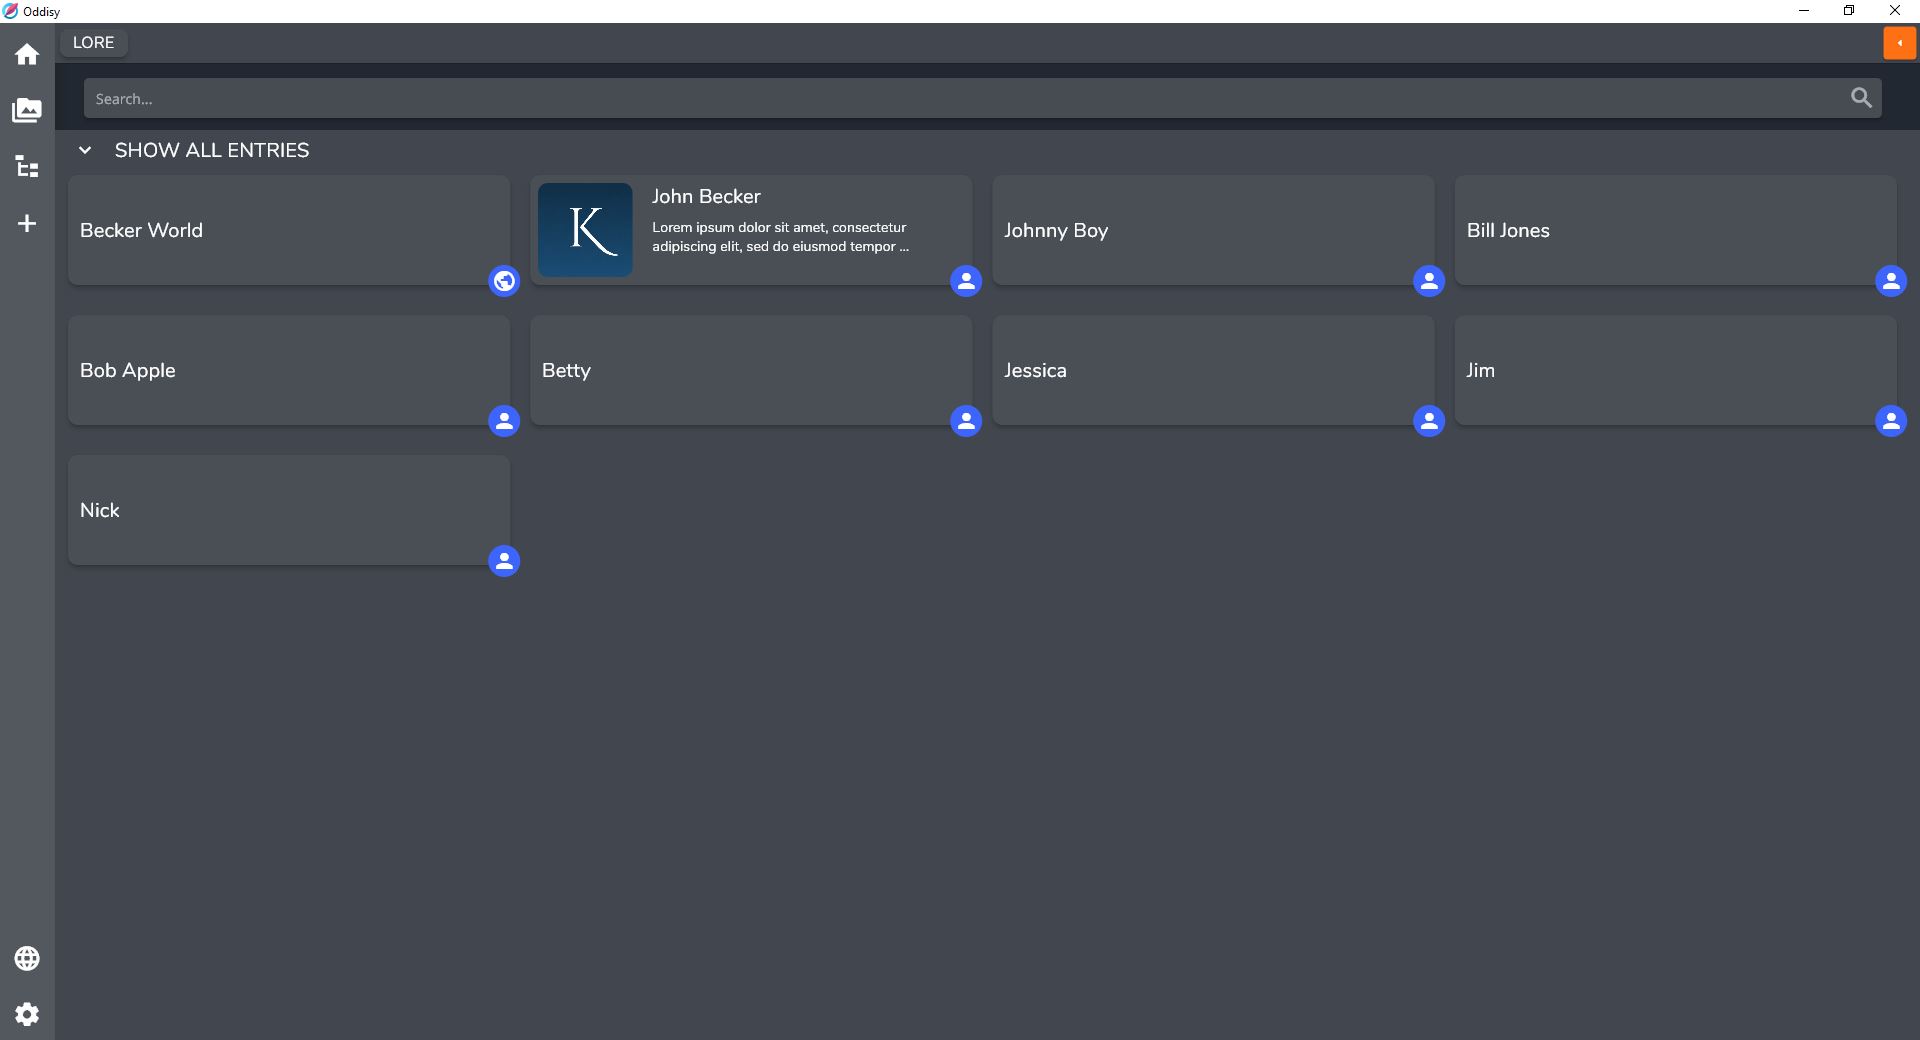 Oddisy
LORE
Search...
SHOW ALL ENTRIES
Becker World
K
John Becker
Lorem ipsum dolor sit amet, consectetur
adipiscing elit, sed do eiusmod tempor ...
Johnny Boy
Bill Jones
Bob Apple
Betty
Jessica
Jim
Nick